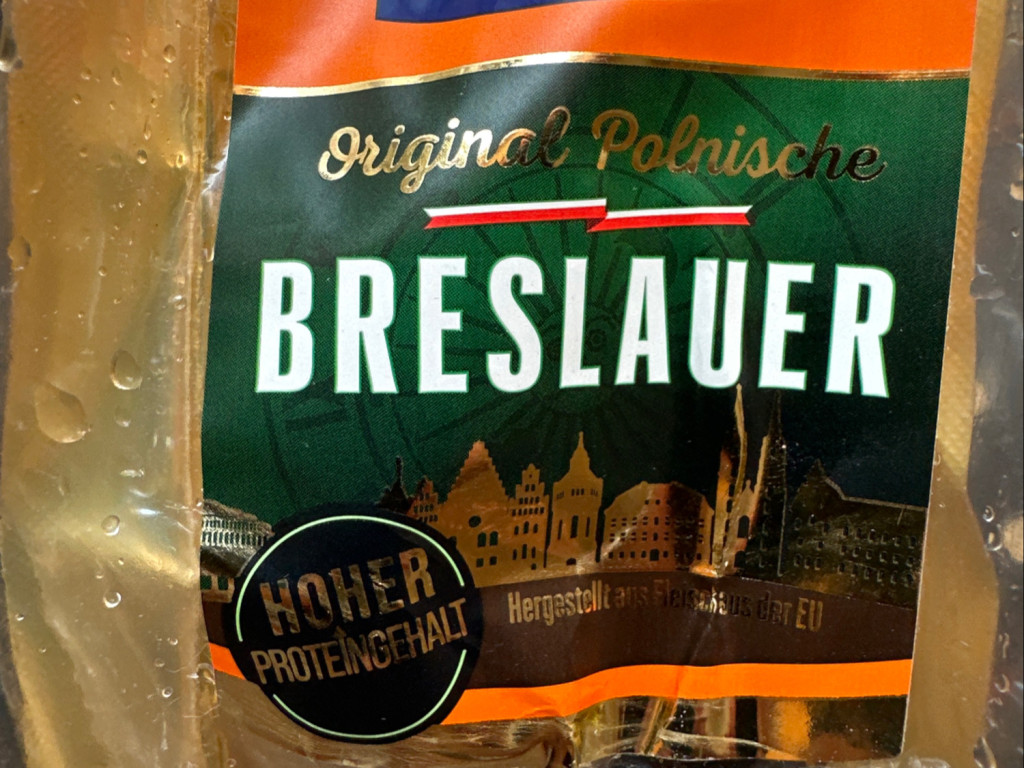 Original Polnische
BRESLAUER
HOHER
PROTEINGEHALT
Hergestellt aus Fleisch aus der EU